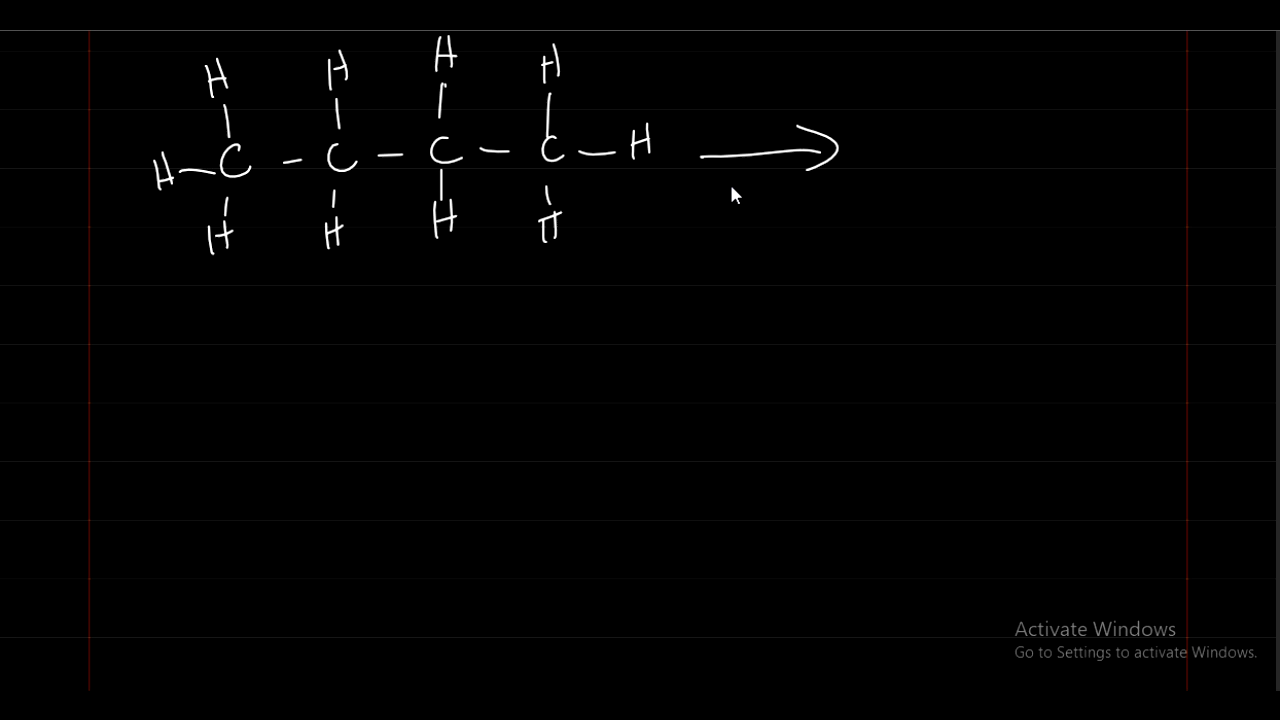 H H H H
H - C - C - C - C - H →
H H H H
Activate Windows
Go to Settings to activate Windows.